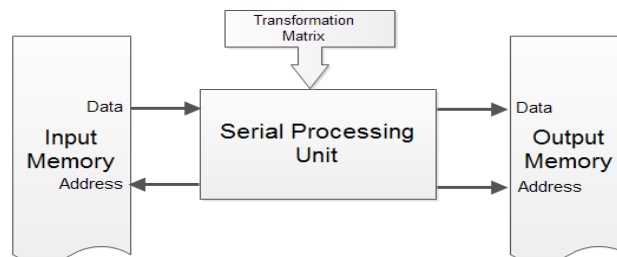 Transformation
Matrix
Data
Input
Memory
Address
Serial Processing
Unit
Data
Output
Memory
Address